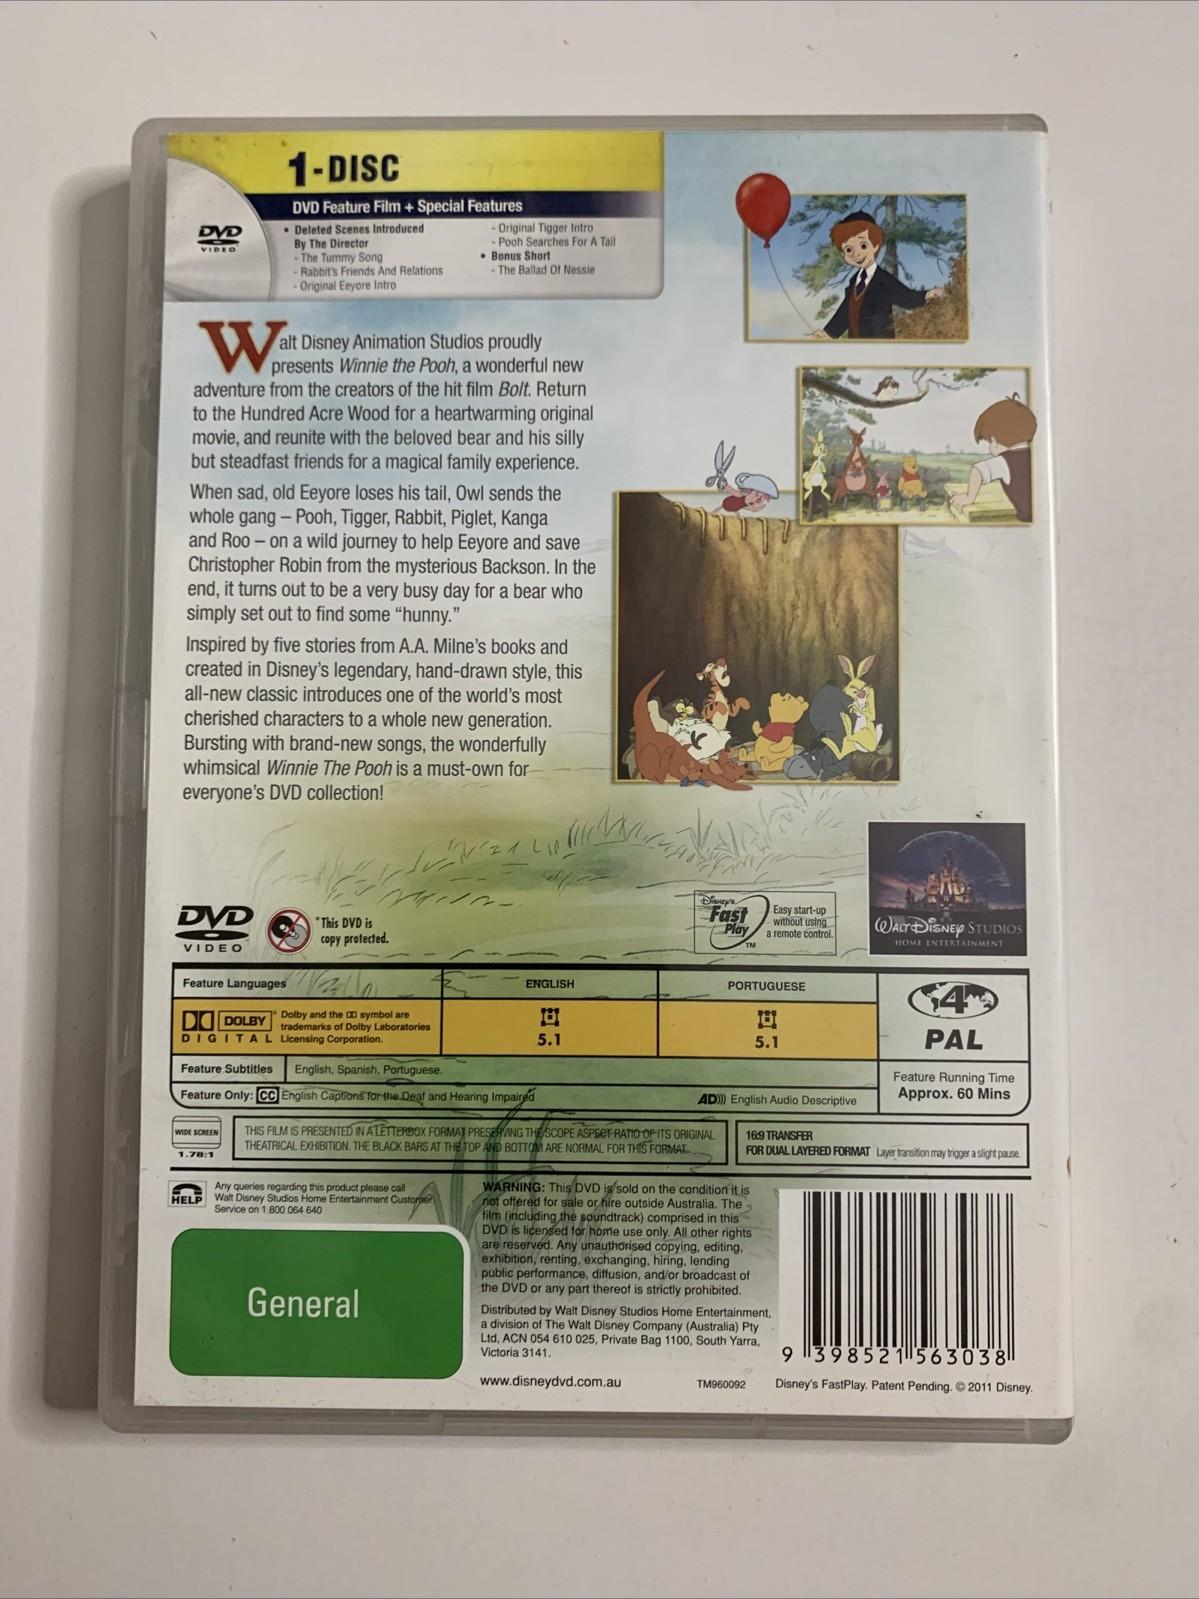 1-DISC
DVD Feature Film + Special Features
DVD
VIDEO
• Deleted Scenes Introduced
By The Director
- The Tummy Song
- Rabbit's Friends And Relations
- Original Eeyore Intro
- Original Tigger Intro
- Pooh Searches For A Tail
• Bonus Short
- The Ballad Of Nessie
Walt Disney Animation Studios proudly
presents Winnie the Pooh, a wonderful new
adventure from the creators of the hit film Bolt. Return
to the Hundred Acre Wood for a heartwarming original
movie, and reunite with the beloved bear and his silly
but steadfast friends for a magical family experience.
When sad, old Eeyore loses his tail, Owl sends the
whole gang – Pooh, Tigger, Rabbit, Piglet, Kanga
and Roo – on a wild journey to help Eeyore and save
Christopher Robin from the mysterious Backson. In the
end, it turns out to be a very busy day for a bear who
simply set out to find some “hunny.”
Inspired by five stories from A.A. Milne's books and
created in Disney's legendary, hand-drawn style, this
all-new classic introduces one of the world's most
cherished characters to a whole new generation.
Bursting with brand-new songs, the wonderfully
whimsical Winnie The Pooh is a must-own for
everyone's DVD collection!
DVD
VIDEO
*This DVD is
copy protected.
Disney's
Fast
Play
TM
Easy start-up
without using
a remote control.
WALT DISNEY STUDIOS
HOME ENTERTAINMENT
Feature Languages
ENGLISH
PORTUGUESE
DOLBY
DIGITAL
Dolby and the DD symbol are
trademarks of Dolby Laboratories
Licensing Corporation.
5.1
5.1
4
PAL
Feature Subtitles
English, Spanish, Portuguese.
Feature Only: CC English Captions for the Deaf and Hearing Impaired
AD))) English Audio Descriptive
Feature Running Time
Approx. 60 Mins
WIDE SCREEN
1.78:1
THIS FILM IS PRESENTED IN A LETTERBOX FORMAT PRESERVING THE SCOPE ASPECT RATIO OF ITS ORIGINAL
THEATRICAL EXHIBITION. THE BLACK BARS AT THE TOP AND BOTTOM ARE NORMAL FOR THIS FORMAT.
16:9 TRANSFER
FOR DUAL LAYERED FORMAT Layer transition may trigger a slight pause.
HELP
Any queries regarding this product please call
Walt Disney Studios Home Entertainment Customer
Service on 1 800 064 640
General
WARNING: This DVD is sold on the condition it is
not offered for sale or hire outside Australia. The
film (including the soundtrack) comprised in this
DVD is licensed for home use only. All other rights
are reserved. Any unauthorised copying, editing,
exhibition, renting, exchanging, hiring, lending
public performance, diffusion, and/or broadcast of
the DVD or any part thereof is strictly prohibited.
Distributed by Walt Disney Studios Home Entertainment,
a division of The Walt Disney Company (Australia) Pty
Ltd, ACN 054 610 025, Private Bag 1100, South Yarra,
Victoria 3141.
www.disneydvd.com.au
TM960092
9 398521 563038
Disney's FastPlay. Patent Pending. © 2011 Disney.